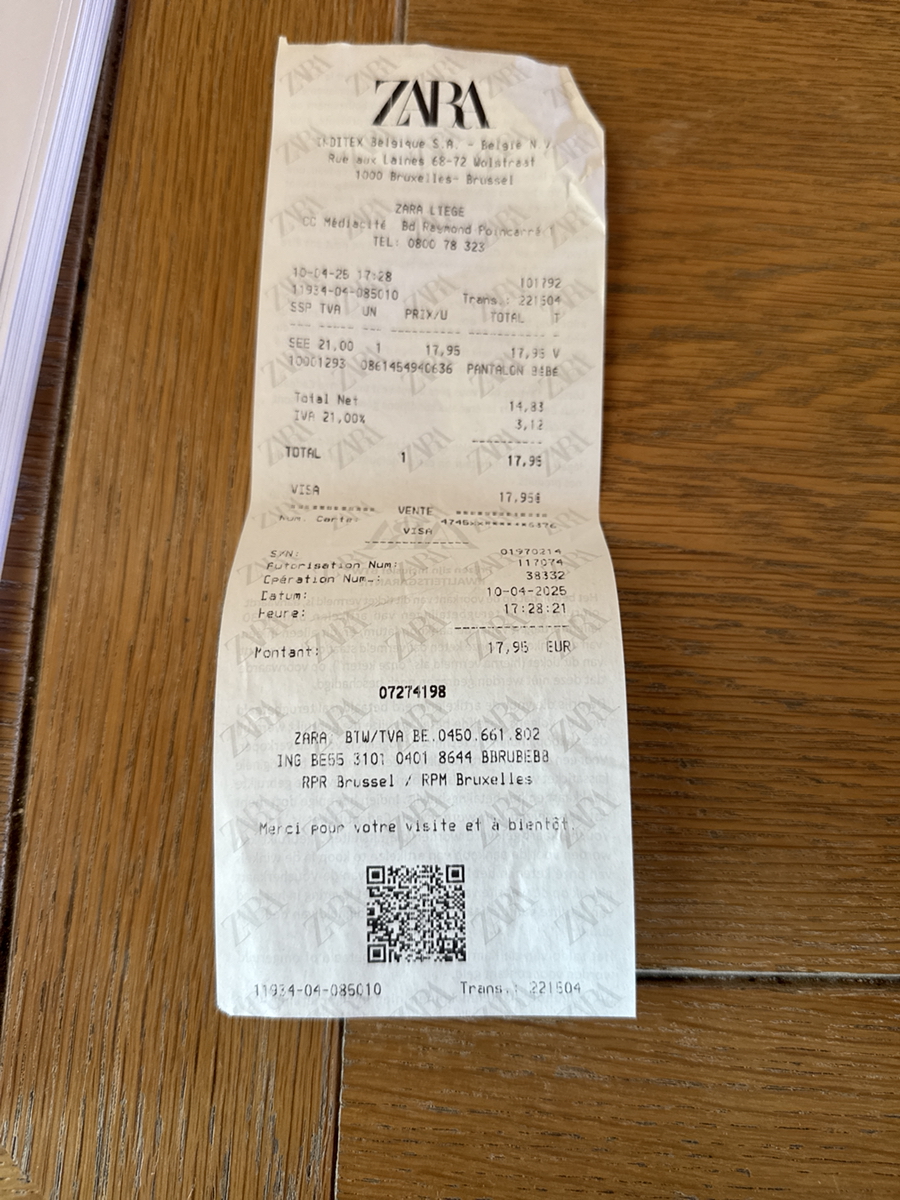 ZARA
INDITEX Belgique S.A. - België N.V
Rue aux Laines 68-72 Wolstraat
1000 Bruxelles- Brussel
ZARA LIEGE
CC Médiacité Bd Raymond Poincarré
TEL: 0800 78 323
10-04-25 17:28 101792
11934-04-085010 Trans.: 221504
SSP TVA UN PRIX/U TOTAL T
SEE 21,00 1 17,95 17,95 V
10001293 PANTALON BEBE
Total Net 14,83
IVA 21,00% 3,12
TOTAL 1 17,95
VISA 17,95€
VENTE
Num. Carte:
VISA
S/N: 01970214
Autorisation Num: 117074
Opération Num.: 38332
Datum: 10-04-2025
Heure: 17:28:21
Montant: 17,95 EUR
07274198
ZARA BTW/TVA BE.0450.661.802
ING BE55 3101 0401 8644 BBRUBEBB
RPR Brussel / RPM Bruxelles
Merci pour votre visite et à bientôt.
11934-04-085010 Trans.: 221504